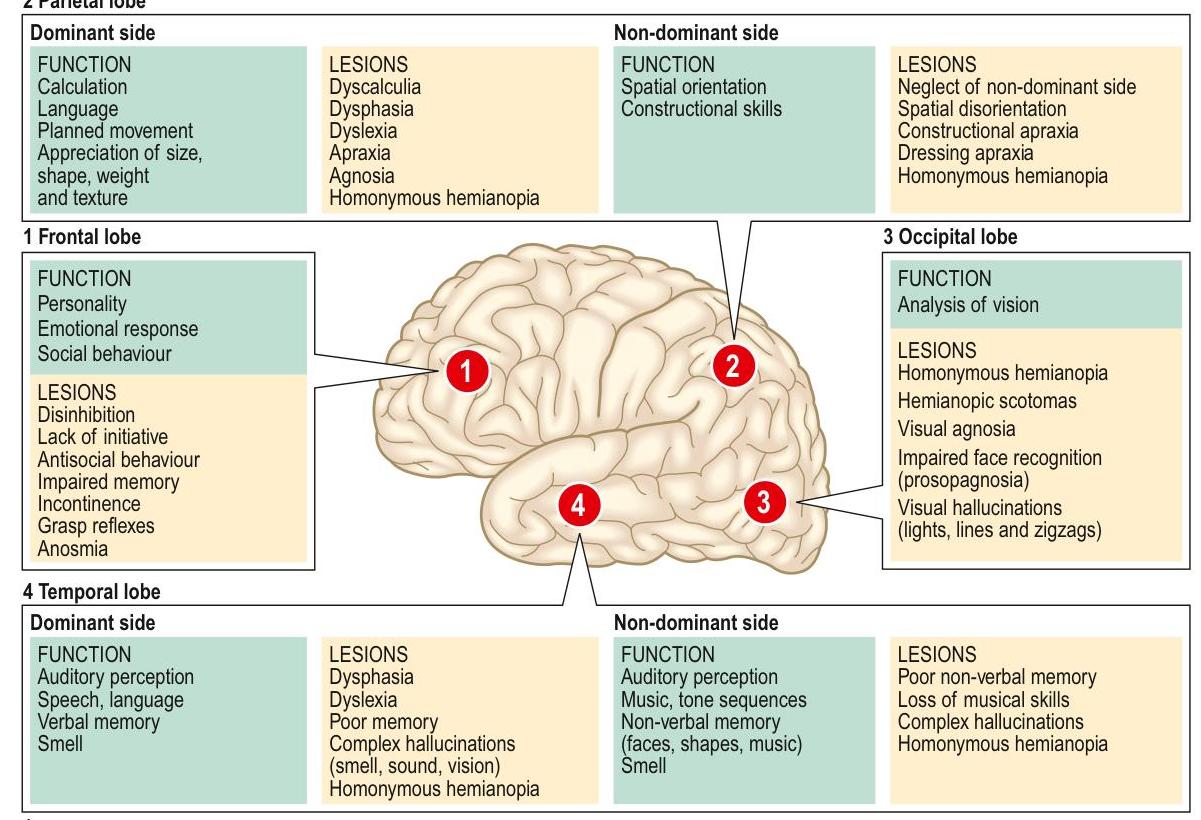 2 Parietal lobe
Dominant side
FUNCTION
Calculation
Language
Planned movement
Appreciation of size,
shape, weight
and texture
LESIONS
Dyscalculia
Dysphasia
Dyslexia
Apraxia
Agnosia
Homonymous hemianopia
Non-dominant side
FUNCTION
Spatial orientation
Constructional skills
LESIONS
Neglect of non-dominant side
Spatial disorientation
Constructional apraxia
Dressing apraxia
Homonymous hemianopia
1 Frontal lobe
FUNCTION
Personality
Emotional response
Social behaviour
LESIONS
Disinhibition
Lack of initiative
Antisocial behaviour
Impaired memory
Incontinence
Grasp reflexes
Anosmia
1
2
3
4
3 Occipital lobe
FUNCTION
Analysis of vision
LESIONS
Homonymous hemianopia
Hemianopic scotomas
Visual agnosia
Impaired face recognition
(prosopagnosia)
Visual hallucinations
(lights, lines and zigzags)
4 Temporal lobe
Dominant side
FUNCTION
Auditory perception
Speech, language
Verbal memory
Smell
LESIONS
Dysphasia
Dyslexia
Poor memory
Complex hallucinations
(smell, sound, vision)
Homonymous hemianopia
Non-dominant side
FUNCTION
Auditory perception
Music, tone sequences
Non-verbal memory
(faces, shapes, music)
Smell
LESIONS
Poor non-verbal memory
Loss of musical skills
Complex hallucinations
Homonymous hemianopia